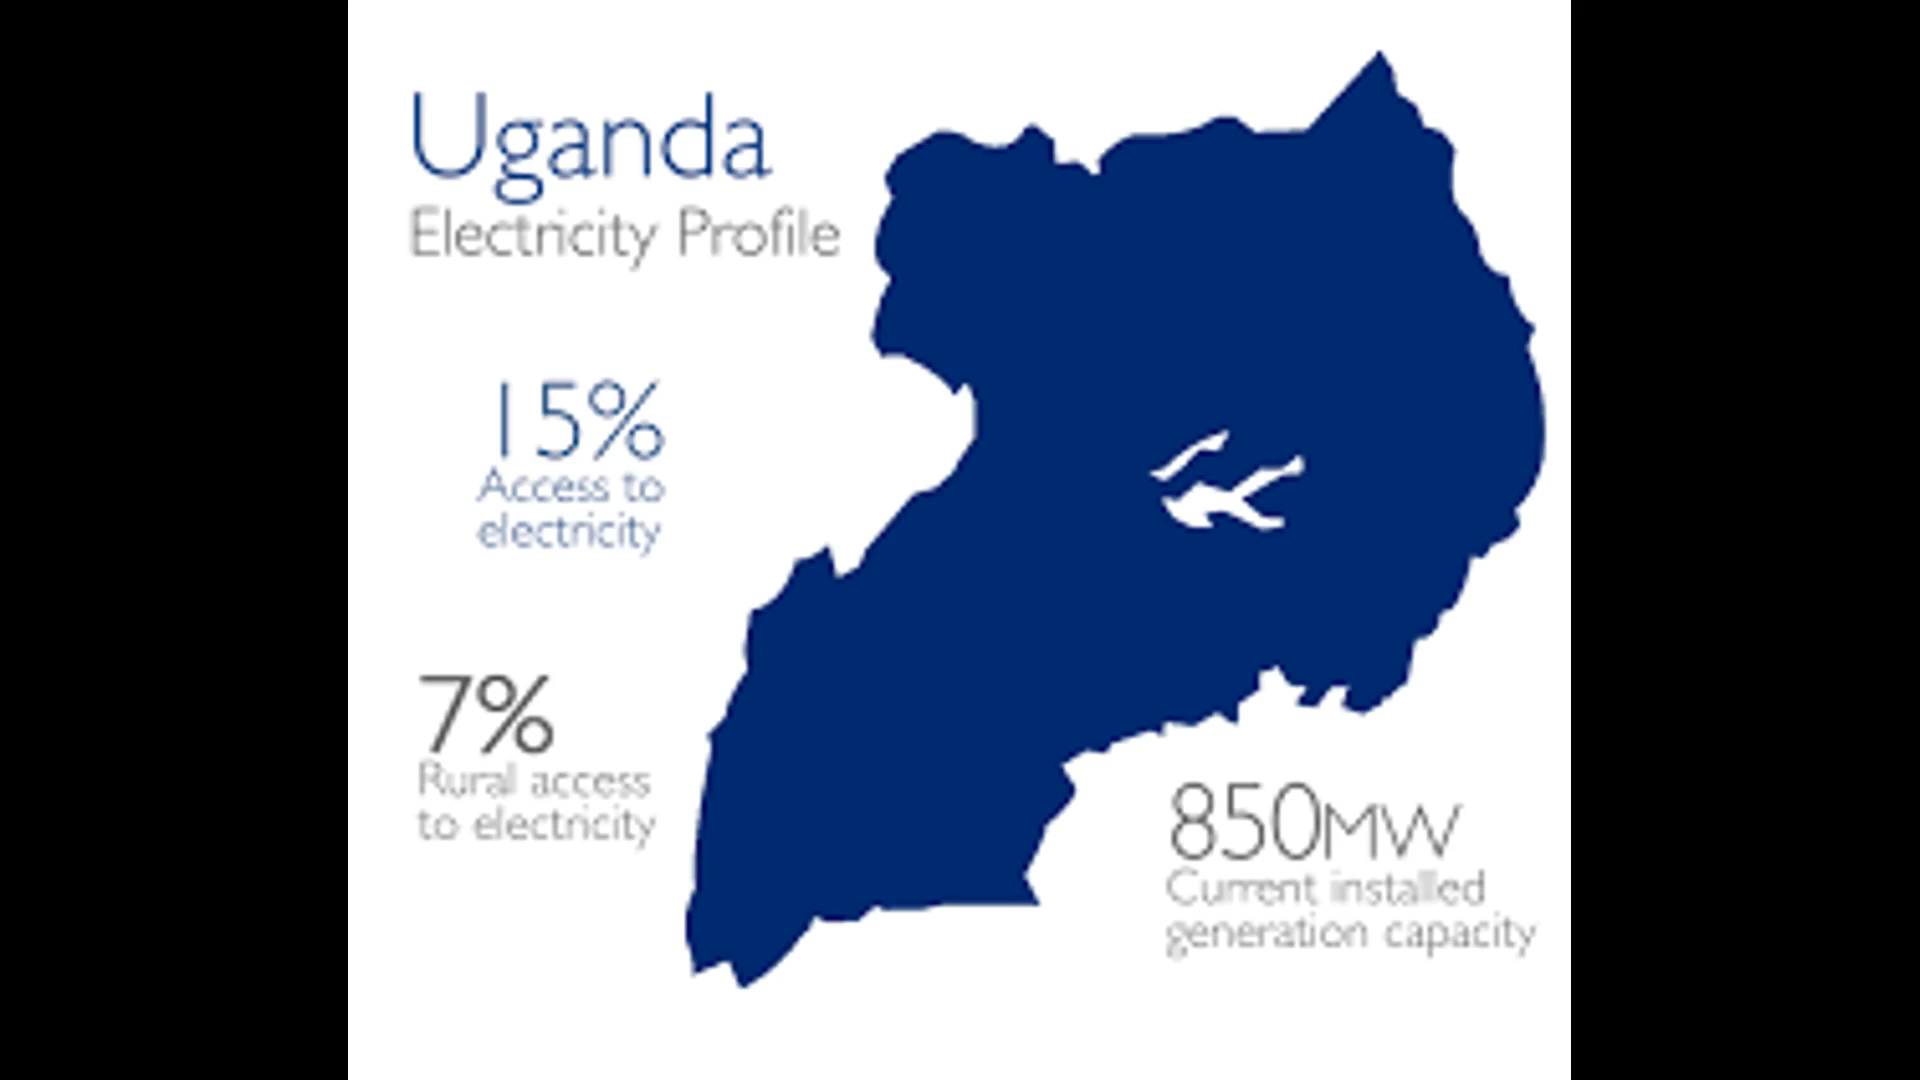 Uganda
Electricity Profile
15%
Access to
electricity
7%
Rural access
to electricity
850MW
Current installed
generation capacity